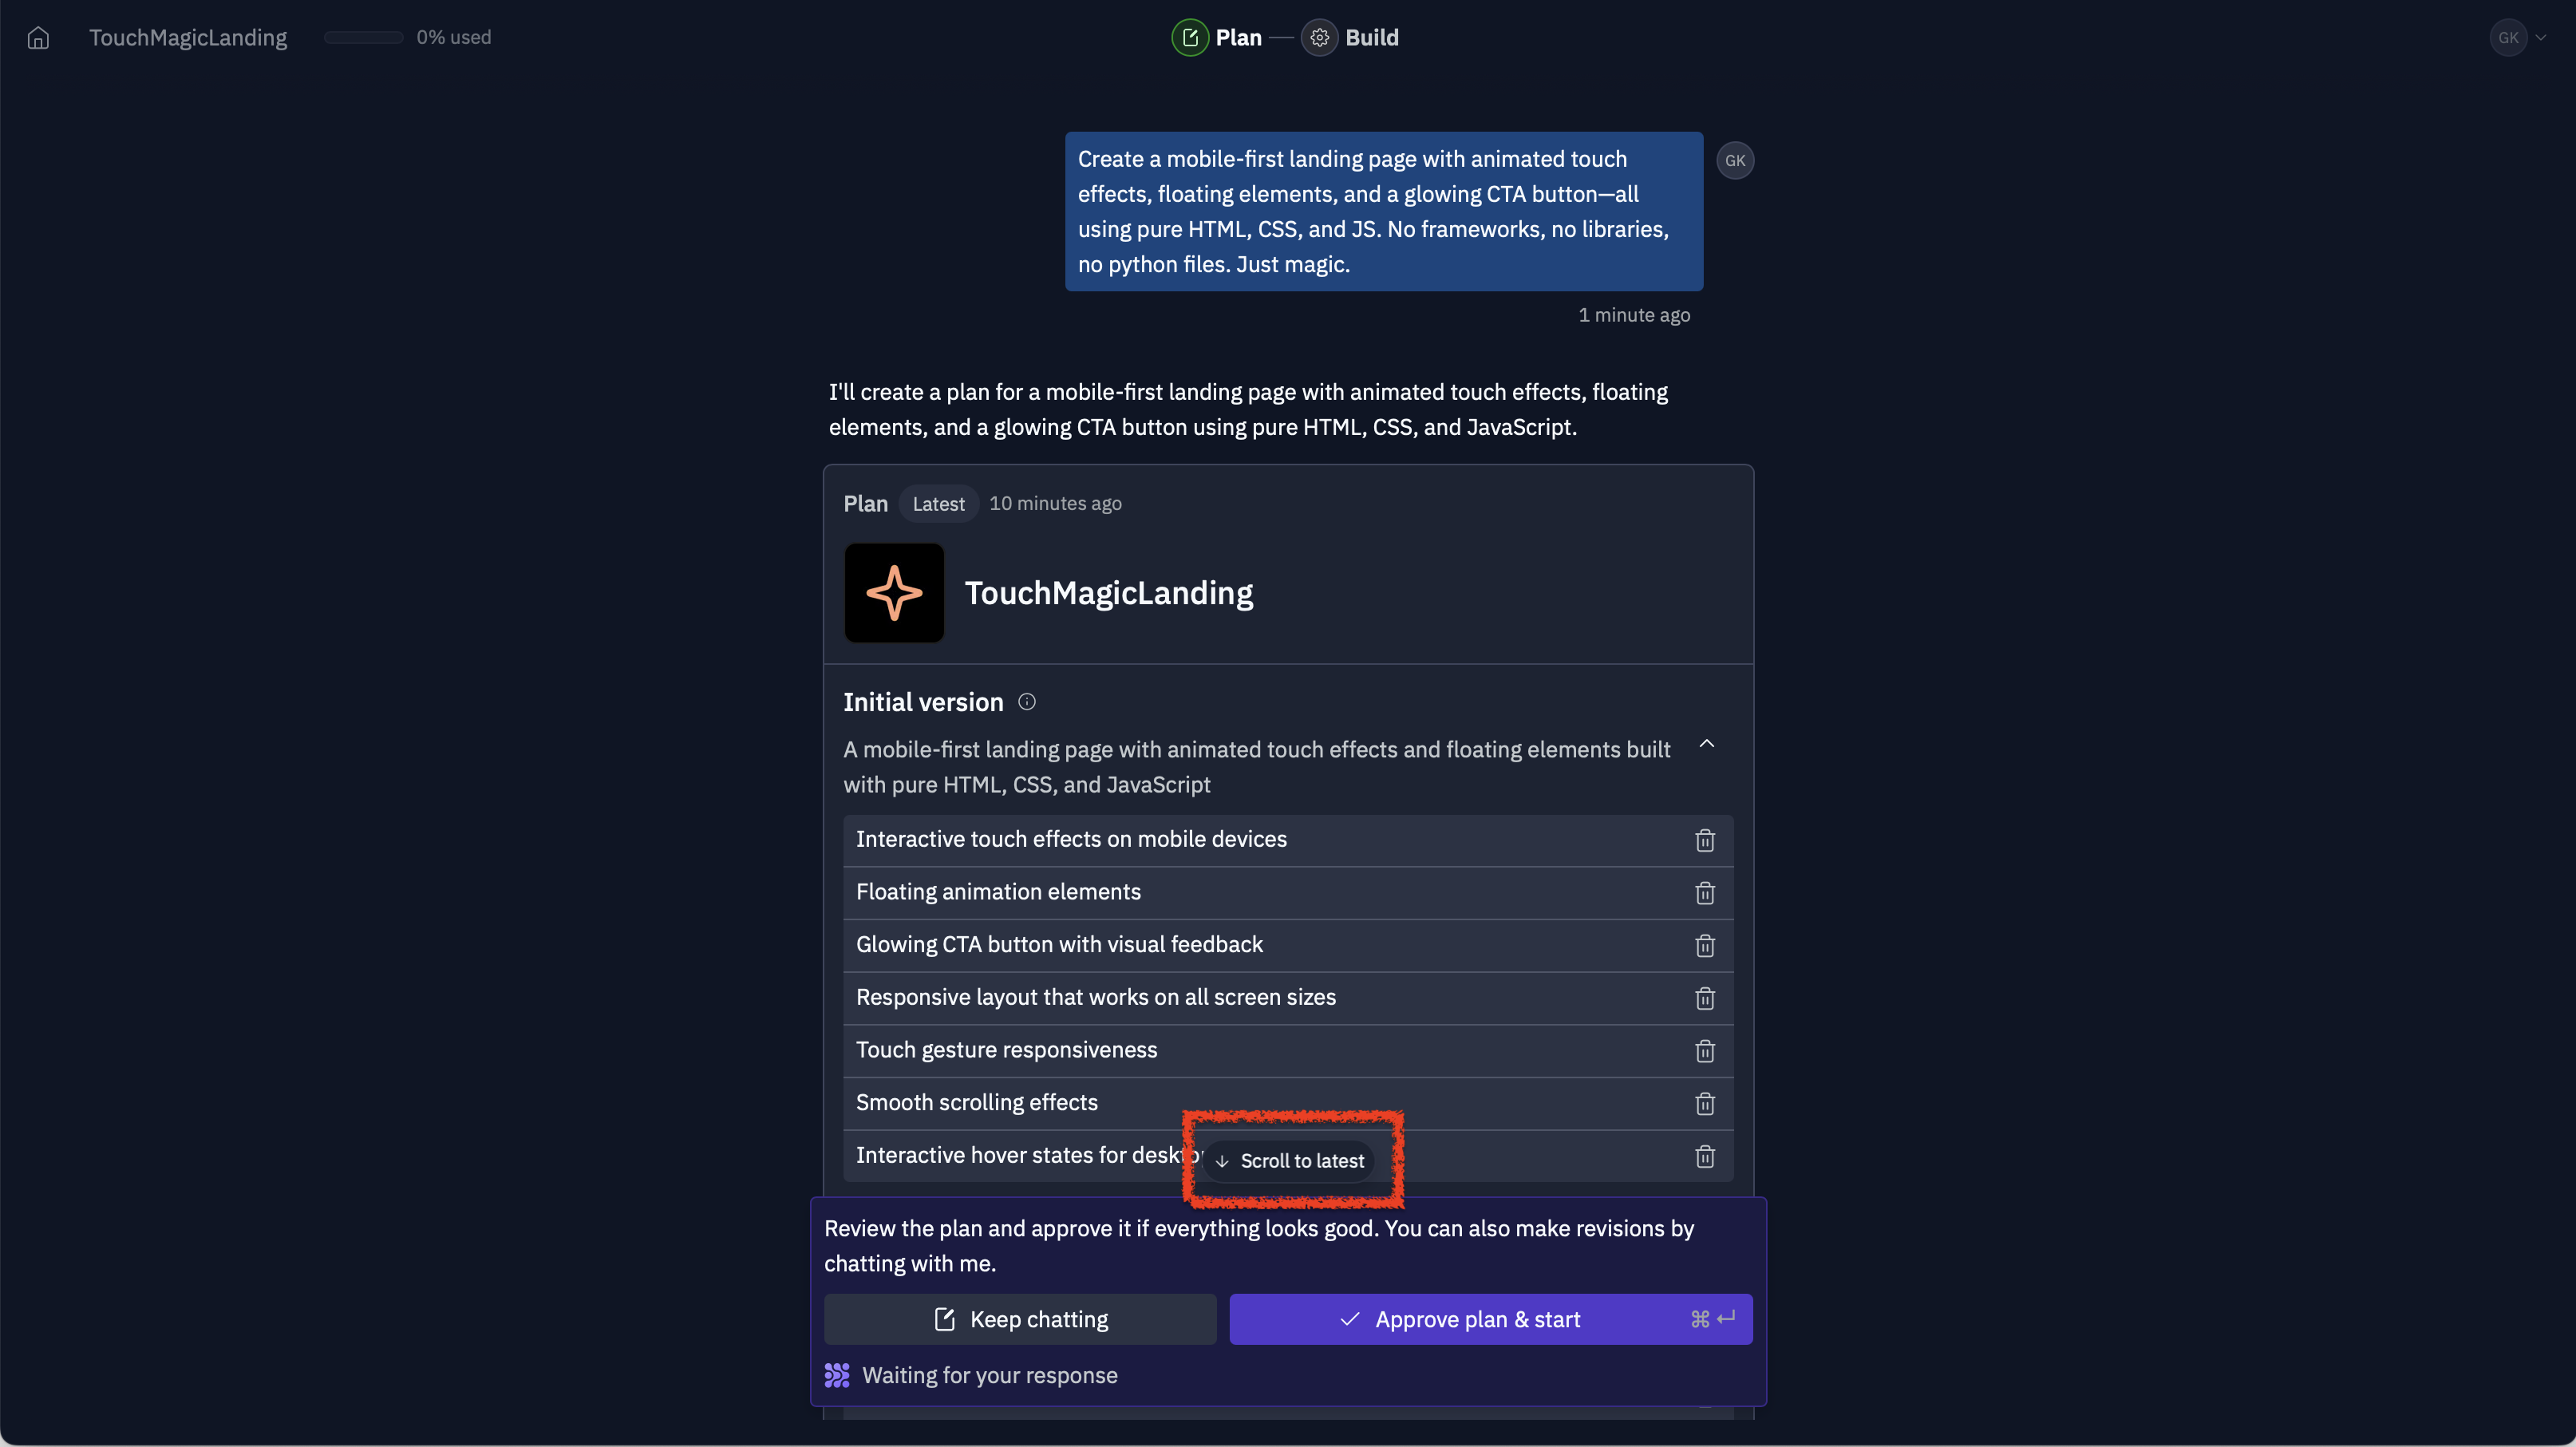 TouchMagicLanding
0% used
Plan
Build
GK
Create a mobile-first landing page with animated touch
effects, floating elements, and a glowing CTA button—all
using pure HTML, CSS, and JS. No frameworks, no libraries,
no python files. Just magic.
GK
1 minute ago
I'll create a plan for a mobile-first landing page with animated touch effects, floating
elements, and a glowing CTA button using pure HTML, CSS, and JavaScript.
Plan Latest 10 minutes ago
TouchMagicLanding
Initial version
A mobile-first landing page with animated touch effects and floating elements built
with pure HTML, CSS, and JavaScript
Interactive touch effects on mobile devices
Floating animation elements
Glowing CTA button with visual feedback
Responsive layout that works on all screen sizes
Touch gesture responsiveness
Smooth scrolling effects
Interactive hover states for
Scroll to latest
Review the plan and approve it if everything looks good. You can also make revisions by
chatting with me.
Keep chatting
Approve plan & start ⌘
Waiting for your response